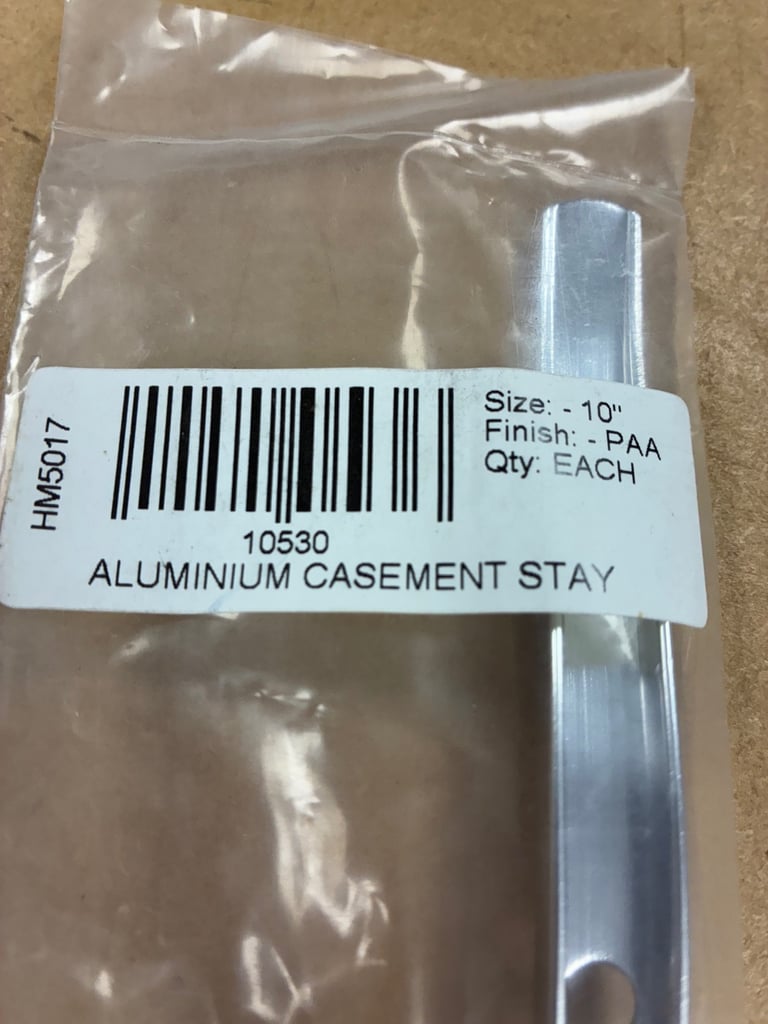 HM5017
Size: - 10"
Finish: - PAA
Qty: EACH
10530
ALUMINIUM CASEMENT STAY